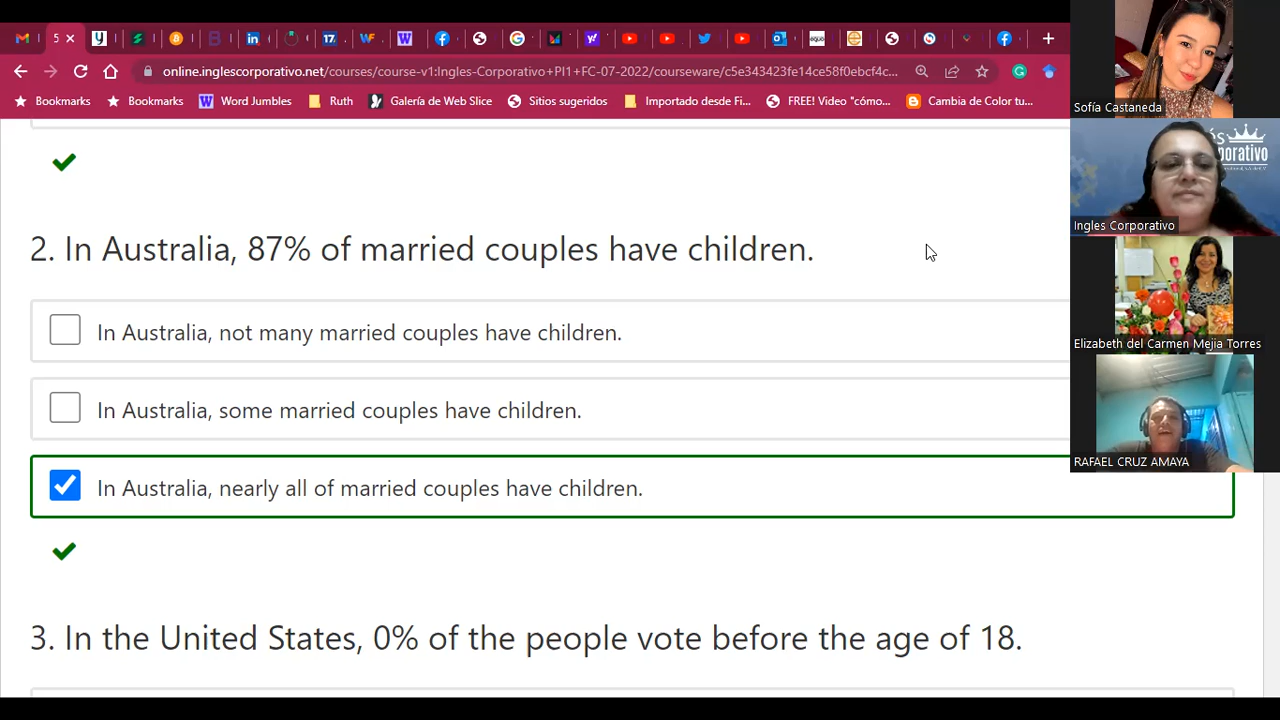 5
17
online.inglescorporativo.net/courses/course-v1:Ingles-Corporativo+PI1+FC-07-2022/courseware/c5e343423fe14ce58f0ebcf4c...
Bookmarks
Bookmarks
Word Jumbles
Ruth
Galería de Web Slice
Sitios sugeridos
Importado desde Fi...
FREE! Video "cómo...
Cambia de Color tu...
Sofía Castaneda
Ingles Corporativo
Elizabeth del Carmen Mejia Torres
RAFAEL CRUZ AMAYA
2. In Australia, 87% of married couples have children.
In Australia, not many married couples have children.
In Australia, some married couples have children.
In Australia, nearly all of married couples have children.
3. In the United States, 0% of the people vote before the age of 18.